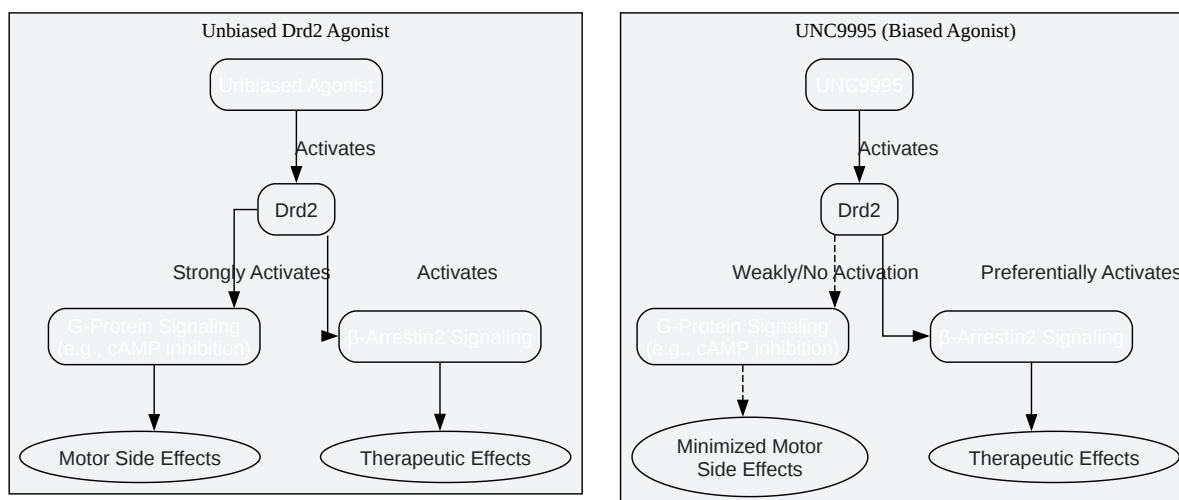 Unbiased Drd2 Agonist
Unbiased Agonist
Activates
Drd2
Strongly Activates
Activates
G-Protein Signaling
(e.g., cAMP inhibition)
β-Arrestin2 Signaling
Motor Side Effects
Therapeutic Effects
UNC9995 (Biased Agonist)
UNC9995
Activates
Drd2
Weakly/No Activation
Preferentially Activates
G-Protein Signaling
(e.g., cAMP inhibition)
β-Arrestin2 Signaling
Minimized Motor
Side Effects
Therapeutic Effects